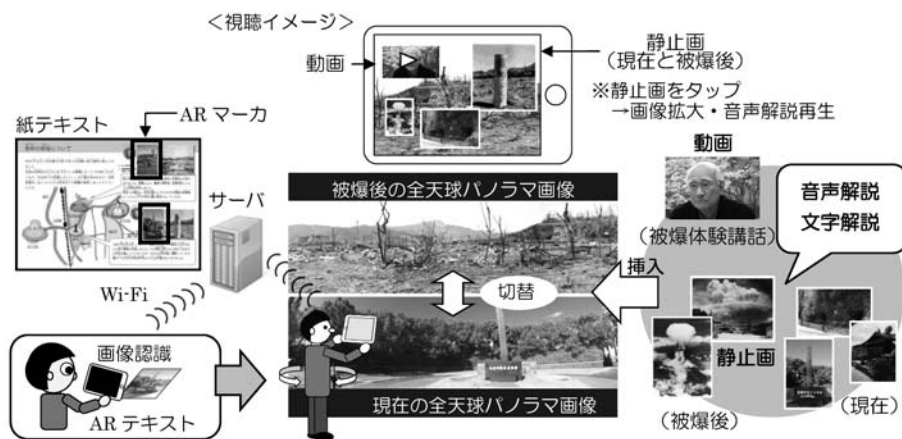 <視聴イメージ>
動画
静止画
(現在と被爆後)
※静止画をタップ
→画像拡大・音声解説再生
AR マーカ
紙テキスト
サーバ
Wi-Fi
画像認識
AR テキスト
被爆後の全天球パノラマ画像
切替
現在の全天球パノラマ画像
挿入
動画
(被爆体験講話)
音声解説
文字解説
静止画
(被爆後)
(現在)